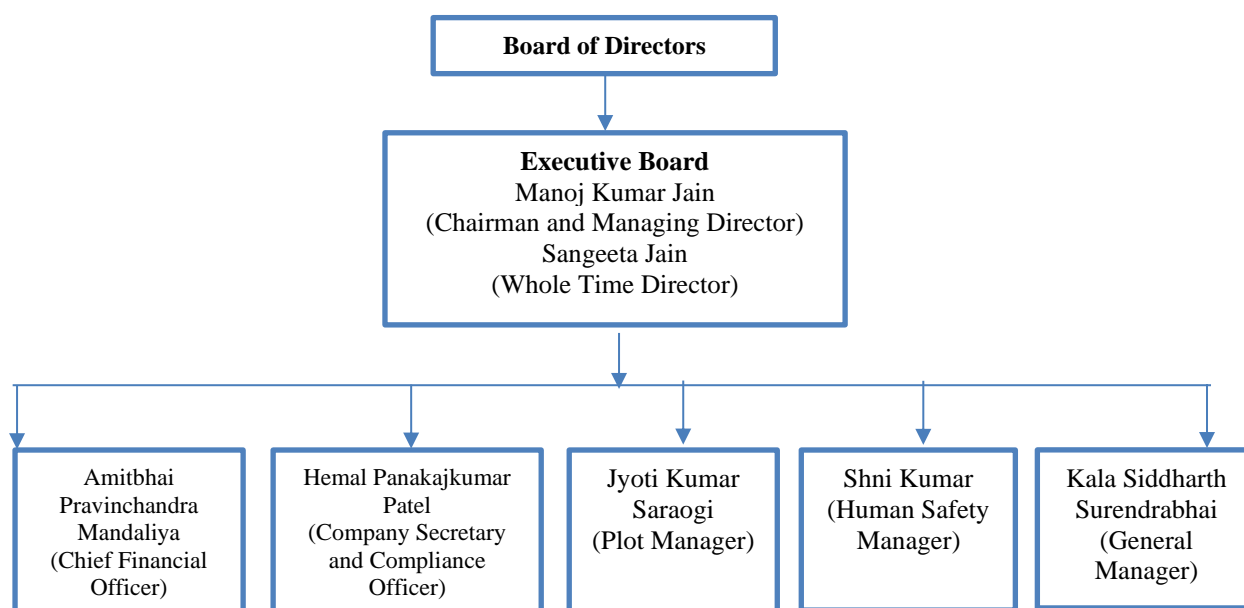 Board of Directors
Executive Board
Manoj Kumar Jain
(Chairman and Managing Director)
Sangeeta Jain
(Whole Time Director)
Amitbhai
Pravinchandra
Mandaliya
(Chief Financial
Officer)
Hemal Panakajkumar
Patel
(Company Secretary
and Compliance
Officer)
Jyoti Kumar
Saraogi
(Plot Manager)
Shni Kumar
(Human Safety
Manager)
Kala Siddharth
Surendrabhai
(General
Manager)